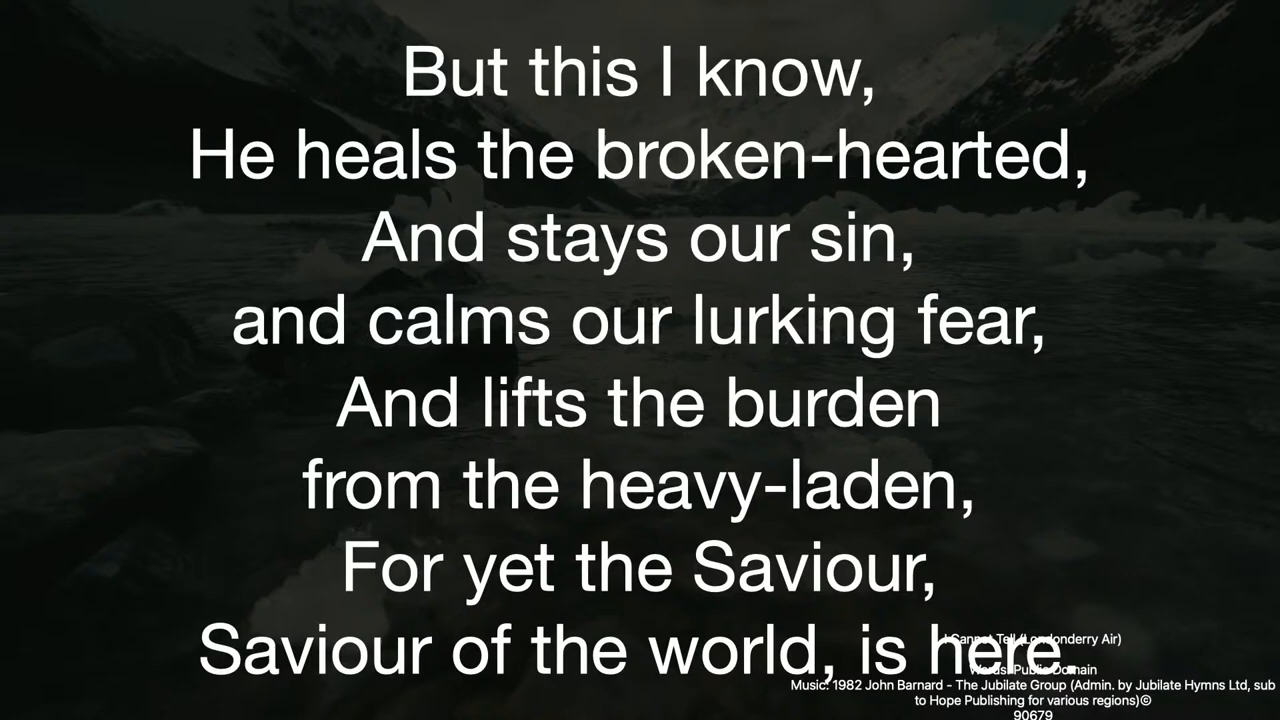 But this I know,
He heals the broken-hearted,
And stays our sin,
and calms our lurking fear,
And lifts the burden
from the heavy-laden,
For yet the Saviour,
Saviour of the world, is here.
I Cannot Tell (Londonderry Air)
Words: Public Domain
Music: 1982 John Barnard - The Jubilate Group (Admin. by Jubilate Hymns Ltd, sub
to Hope Publishing for various regions)©
90679